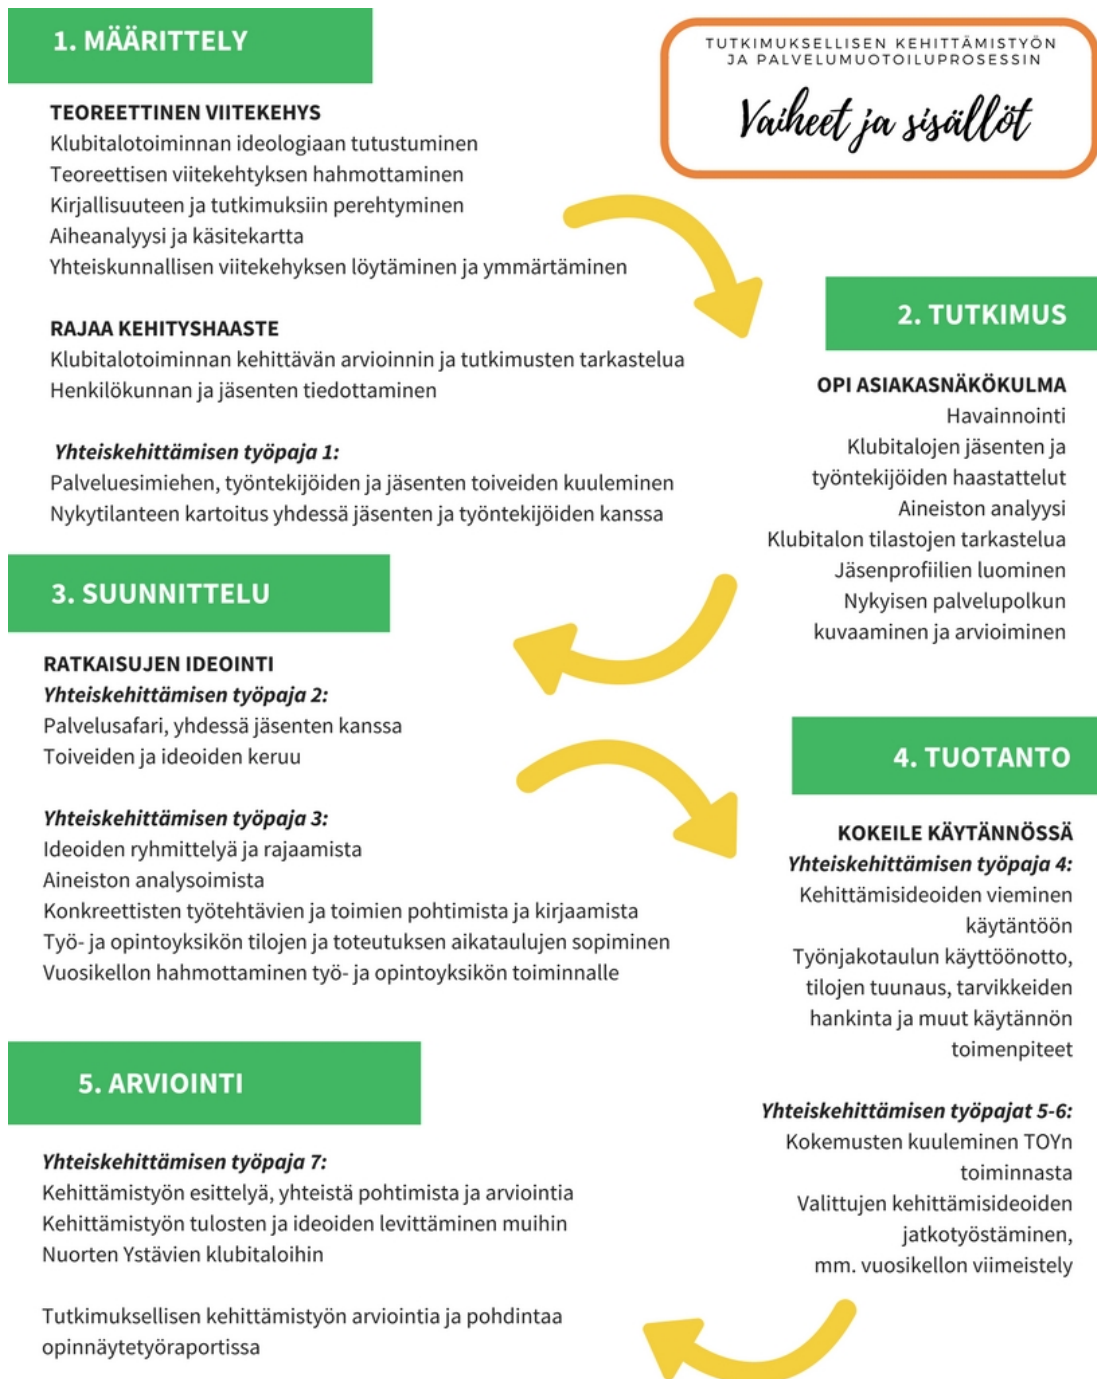 TUTKIMUKSELLISEN KEHITTÄMISTYÖN
JA PALVELUMUOTOILUPROSESSIN
Vaiheet ja sisällöt
1. MÄÄRITTELY
TEOREETTINEN VIITEKEHYS
Klubitalotoiminnan ideologiaan tutustuminen
Teoreettisen viitekehtyksen hahmottaminen
Kirjallisuuteen ja tutkimuksiin perehtyminen
Aiheanalyysi ja käsitekartta
Yhteiskunnallisen viitekehyksen löytäminen ja ymmärtäminen
RAJAA KEHITYSHAASTE
Klubitalotoiminnan kehittävän arvioinnin ja tutkimusten tarkastelua
Henkilökunnan ja jäsenten tiedottaminen
Yhteiskehittämisen työpaja 1:
Palveluesimiehen, työntekijöiden ja jäsenten toiveiden kuuleminen
Nykytilanteen kartoitus yhdessä jäsenten ja työntekijöiden kanssa
2. TUTKIMUS
OPI ASIAKASNÄKÖKULMA
Havainnointi
Klubitalojen jäsenten ja
työntekijöiden haastattelut
Aineiston analyysi
Klubitalon tilastojen tarkastelua
Jäsenprofiilien luominen
Nykyisen palvelupolkun
kuvaaminen ja arvioiminen
3. SUUNNITTELU
RATKAISUJEN IDEOINTI
Yhteiskehittämisen työpaja 2:
Palvelusafari, yhdessä jäsenten kanssa
Toiveiden ja ideoiden keruu
Yhteiskehittämisen työpaja 3:
Ideoiden ryhmittelyä ja rajaamista
Aineiston analysoimista
Konkreettisten työtehtävien ja toimien pohtimista ja kirjaamista
Työ- ja opintoyksikön tilojen ja toteutuksen aikataulujen sopiminen
Vuosikellon hahmottaminen työ- ja opintoyksikön toiminnalle
4. TUOTANTO
KOKEILE KÄYTÄNNÖSSÄ
Yhteiskehittämisen työpaja 4:
Kehittämisideoiden vieminen
käytäntöön
Työnjakotaulun käyttöönotto,
tilojen tuunaus, tarvikkeiden
hankinta ja muut käytännön
toimenpiteet
Yhteiskehittämisen työpajat 5-6:
Kokemusten kuuleminen TOYn
toiminnasta
Valittujen kehittämisideoiden
jatkotyöstäminen,
mm. vuosikellon viimeistely
5. ARVIOINTI
Yhteiskehittämisen työpaja 7:
Kehittämistyön esittelyä, yhteistä pohtimista ja arviointia
Kehittämistyön tulosten ja ideoiden levittäminen muihin
Nuorten Ystävien klubitaloihin
Tutkimuksellisen kehittämistyön arviointia ja pohdintaa
opinnäytetyöraportissa